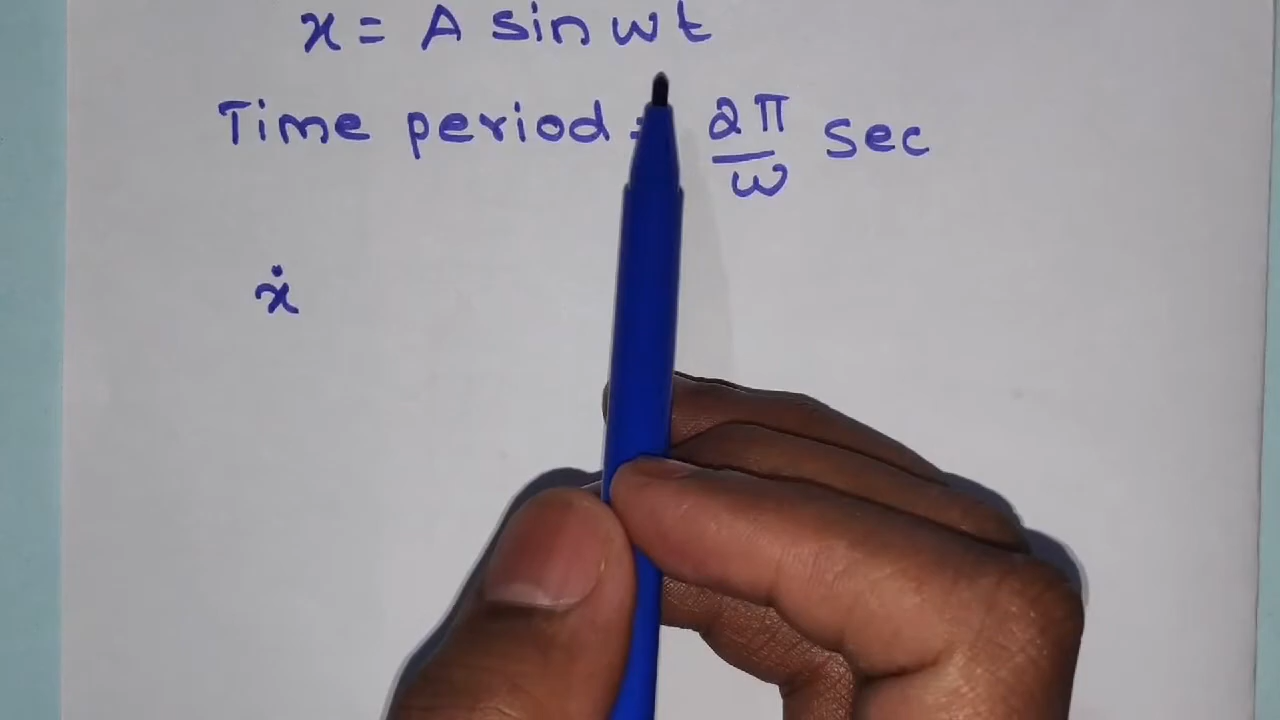 x = A sin ωt
Time period = 2π/ω sec
ẋ